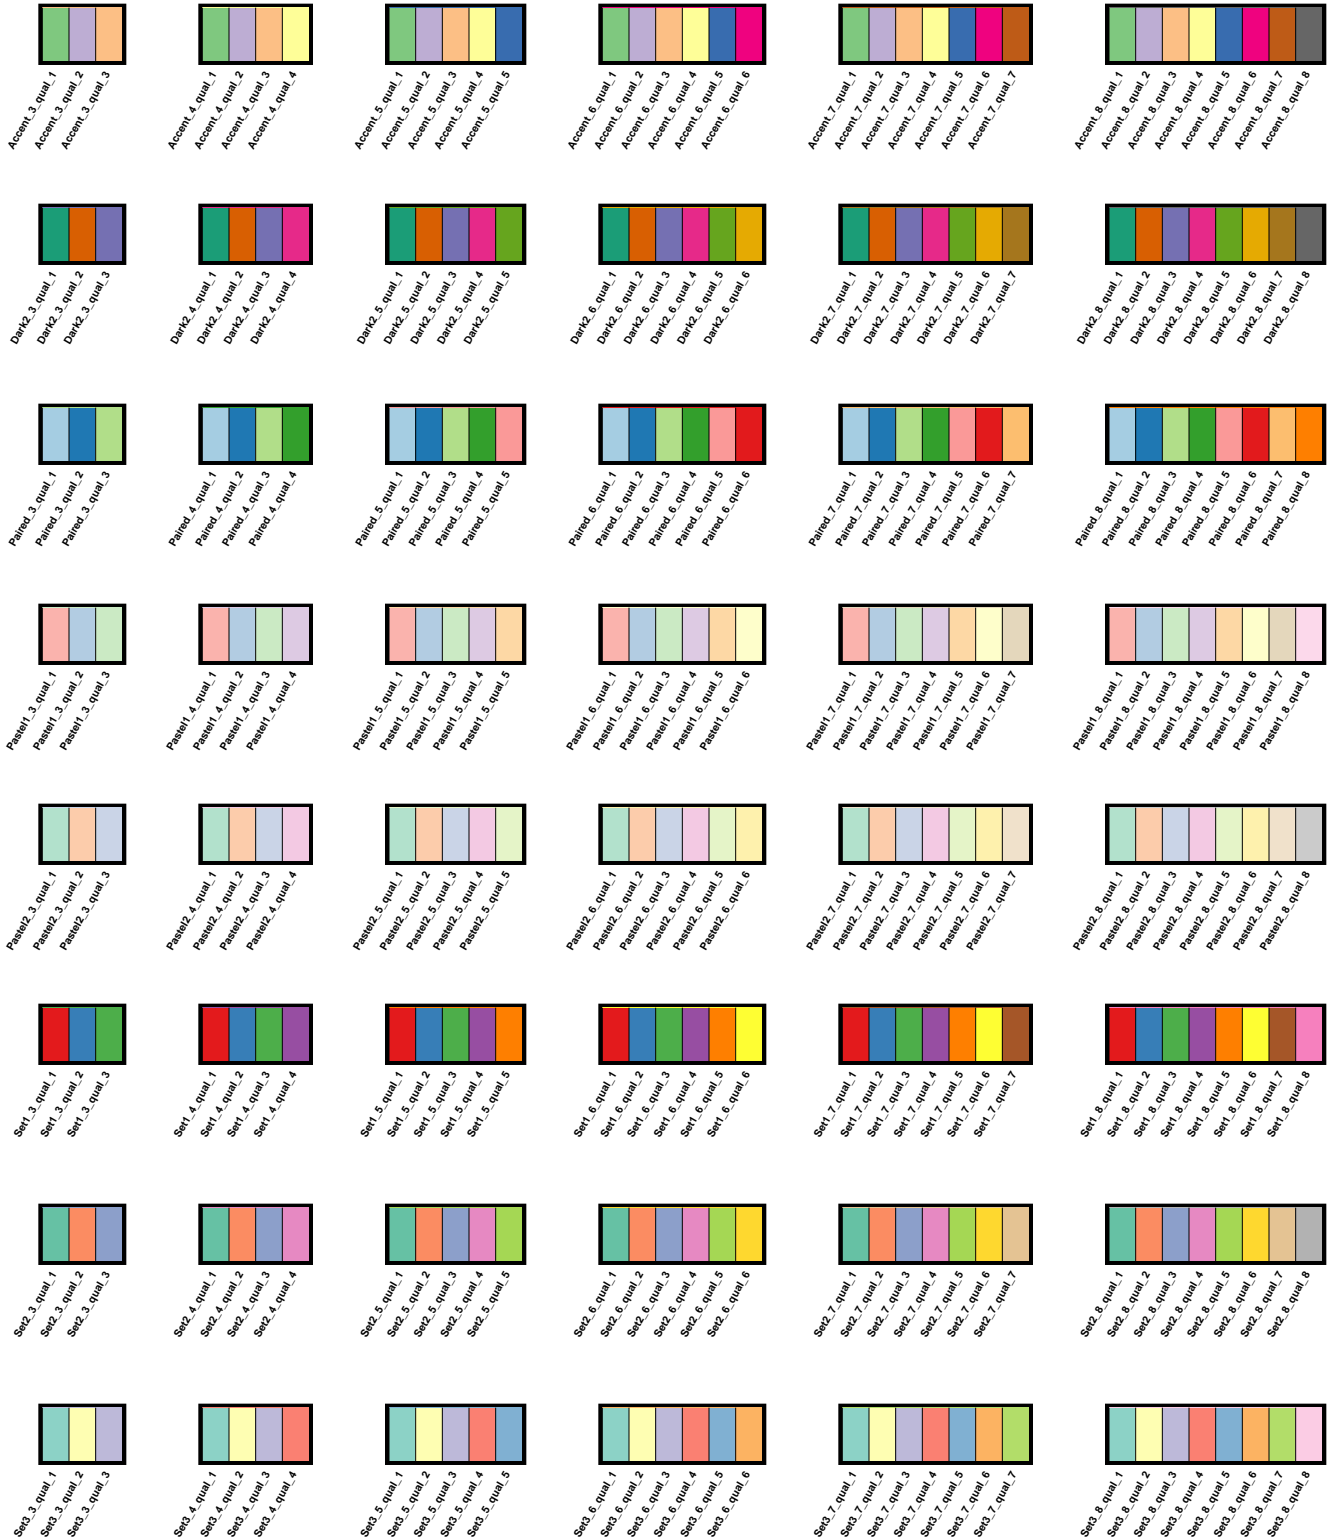 Accent_3_qual_1
Accent_3_qual_2
Accent_3_qual_3
Accent_4_qual_1
Accent_4_qual_2
Accent_4_qual_3
Accent_4_qual_4
Accent_5_qual_1
Accent_5_qual_2
Accent_5_qual_3
Accent_5_qual_4
Accent_5_qual_5
Accent_6_qual_1
Accent_6_qual_2
Accent_6_qual_3
Accent_6_qual_4
Accent_6_qual_5
Accent_6_qual_6
Accent_7_qual_1
Accent_7_qual_2
Accent_7_qual_3
Accent_7_qual_4
Accent_7_qual_5
Accent_7_qual_6
Accent_7_qual_7
Accent_8_qual_1
Accent_8_qual_2
Accent_8_qual_3
Accent_8_qual_4
Accent_8_qual_5
Accent_8_qual_6
Accent_8_qual_7
Accent_8_qual_8
Dark2_3_qual_1
Dark2_3_qual_2
Dark2_3_qual_3
Dark2_4_qual_1
Dark2_4_qual_2
Dark2_4_qual_3
Dark2_4_qual_4
Dark2_5_qual_1
Dark2_5_qual_2
Dark2_5_qual_3
Dark2_5_qual_4
Dark2_5_qual_5
Dark2_6_qual_1
Dark2_6_qual_2
Dark2_6_qual_3
Dark2_6_qual_4
Dark2_6_qual_5
Dark2_6_qual_6
Dark2_7_qual_1
Dark2_7_qual_2
Dark2_7_qual_3
Dark2_7_qual_4
Dark2_7_qual_5
Dark2_7_qual_6
Dark2_7_qual_7
Dark2_8_qual_1
Dark2_8_qual_2
Dark2_8_qual_3
Dark2_8_qual_4
Dark2_8_qual_5
Dark2_8_qual_6
Dark2_8_qual_7
Dark2_8_qual_8
Paired_3_qual_1
Paired_3_qual_2
Paired_3_qual_3
Paired_4_qual_1
Paired_4_qual_2
Paired_4_qual_3
Paired_4_qual_4
Paired_5_qual_1
Paired_5_qual_2
Paired_5_qual_3
Paired_5_qual_4
Paired_5_qual_5
Paired_6_qual_1
Paired_6_qual_2
Paired_6_qual_3
Paired_6_qual_4
Paired_6_qual_5
Paired_6_qual_6
Paired_7_qual_1
Paired_7_qual_2
Paired_7_qual_3
Paired_7_qual_4
Paired_7_qual_5
Paired_7_qual_6
Paired_7_qual_7
Paired_8_qual_1
Paired_8_qual_2
Paired_8_qual_3
Paired_8_qual_4
Paired_8_qual_5
Paired_8_qual_6
Paired_8_qual_7
Paired_8_qual_8
Pastel1_3_qual_1
Pastel1_3_qual_2
Pastel1_3_qual_3
Pastel1_4_qual_1
Pastel1_4_qual_2
Pastel1_4_qual_3
Pastel1_4_qual_4
Pastel1_5_qual_1
Pastel1_5_qual_2
Pastel1_5_qual_3
Pastel1_5_qual_4
Pastel1_5_qual_5
Pastel1_6_qual_1
Pastel1_6_qual_2
Pastel1_6_qual_3
Pastel1_6_qual_4
Pastel1_6_qual_5
Pastel1_6_qual_6
Pastel1_7_qual_1
Pastel1_7_qual_2
Pastel1_7_qual_3
Pastel1_7_qual_4
Pastel1_7_qual_5
Pastel1_7_qual_6
Pastel1_7_qual_7
Pastel1_8_qual_1
Pastel1_8_qual_2
Pastel1_8_qual_3
Pastel1_8_qual_4
Pastel1_8_qual_5
Pastel1_8_qual_6
Pastel1_8_qual_7
Pastel1_8_qual_8
Pastel2_3_qual_1
Pastel2_3_qual_2
Pastel2_3_qual_3
Pastel2_4_qual_1
Pastel2_4_qual_2
Pastel2_4_qual_3
Pastel2_4_qual_4
Pastel2_5_qual_1
Pastel2_5_qual_2
Pastel2_5_qual_3
Pastel2_5_qual_4
Pastel2_5_qual_5
Pastel2_6_qual_1
Pastel2_6_qual_2
Pastel2_6_qual_3
Pastel2_6_qual_4
Pastel2_6_qual_5
Pastel2_6_qual_6
Pastel2_7_qual_1
Pastel2_7_qual_2
Pastel2_7_qual_3
Pastel2_7_qual_4
Pastel2_7_qual_5
Pastel2_7_qual_6
Pastel2_7_qual_7
Pastel2_8_qual_1
Pastel2_8_qual_2
Pastel2_8_qual_3
Pastel2_8_qual_4
Pastel2_8_qual_5
Pastel2_8_qual_6
Pastel2_8_qual_7
Pastel2_8_qual_8
Set1_3_qual_1
Set1_3_qual_2
Set1_3_qual_3
Set1_4_qual_1
Set1_4_qual_2
Set1_4_qual_3
Set1_4_qual_4
Set1_5_qual_1
Set1_5_qual_2
Set1_5_qual_3
Set1_5_qual_4
Set1_5_qual_5
Set1_6_qual_1
Set1_6_qual_2
Set1_6_qual_3
Set1_6_qual_4
Set1_6_qual_5
Set1_6_qual_6
Set1_7_qual_1
Set1_7_qual_2
Set1_7_qual_3
Set1_7_qual_4
Set1_7_qual_5
Set1_7_qual_6
Set1_7_qual_7
Set1_8_qual_1
Set1_8_qual_2
Set1_8_qual_3
Set1_8_qual_4
Set1_8_qual_5
Set1_8_qual_6
Set1_8_qual_7
Set1_8_qual_8
Set2_3_qual_1
Set2_3_qual_2
Set2_3_qual_3
Set2_4_qual_1
Set2_4_qual_2
Set2_4_qual_3
Set2_4_qual_4
Set2_5_qual_1
Set2_5_qual_2
Set2_5_qual_3
Set2_5_qual_4
Set2_5_qual_5
Set2_6_qual_1
Set2_6_qual_2
Set2_6_qual_3
Set2_6_qual_4
Set2_6_qual_5
Set2_6_qual_6
Set2_7_qual_1
Set2_7_qual_2
Set2_7_qual_3
Set2_7_qual_4
Set2_7_qual_5
Set2_7_qual_6
Set2_7_qual_7
Set2_8_qual_1
Set2_8_qual_2
Set2_8_qual_3
Set2_8_qual_4
Set2_8_qual_5
Set2_8_qual_6
Set2_8_qual_7
Set2_8_qual_8
Set3_3_qual_1
Set3_3_qual_2
Set3_3_qual_3
Set3_4_qual_1
Set3_4_qual_2
Set3_4_qual_3
Set3_4_qual_4
Set3_5_qual_1
Set3_5_qual_2
Set3_5_qual_3
Set3_5_qual_4
Set3_5_qual_5
Set3_6_qual_1
Set3_6_qual_2
Set3_6_qual_3
Set3_6_qual_4
Set3_6_qual_5
Set3_6_qual_6
Set3_7_qual_1
Set3_7_qual_2
Set3_7_qual_3
Set3_7_qual_4
Set3_7_qual_5
Set3_7_qual_6
Set3_7_qual_7
Set3_8_qual_1
Set3_8_qual_2
Set3_8_qual_3
Set3_8_qual_4
Set3_8_qual_5
Set3_8_qual_6
Set3_8_qual_7
Set3_8_qual_8